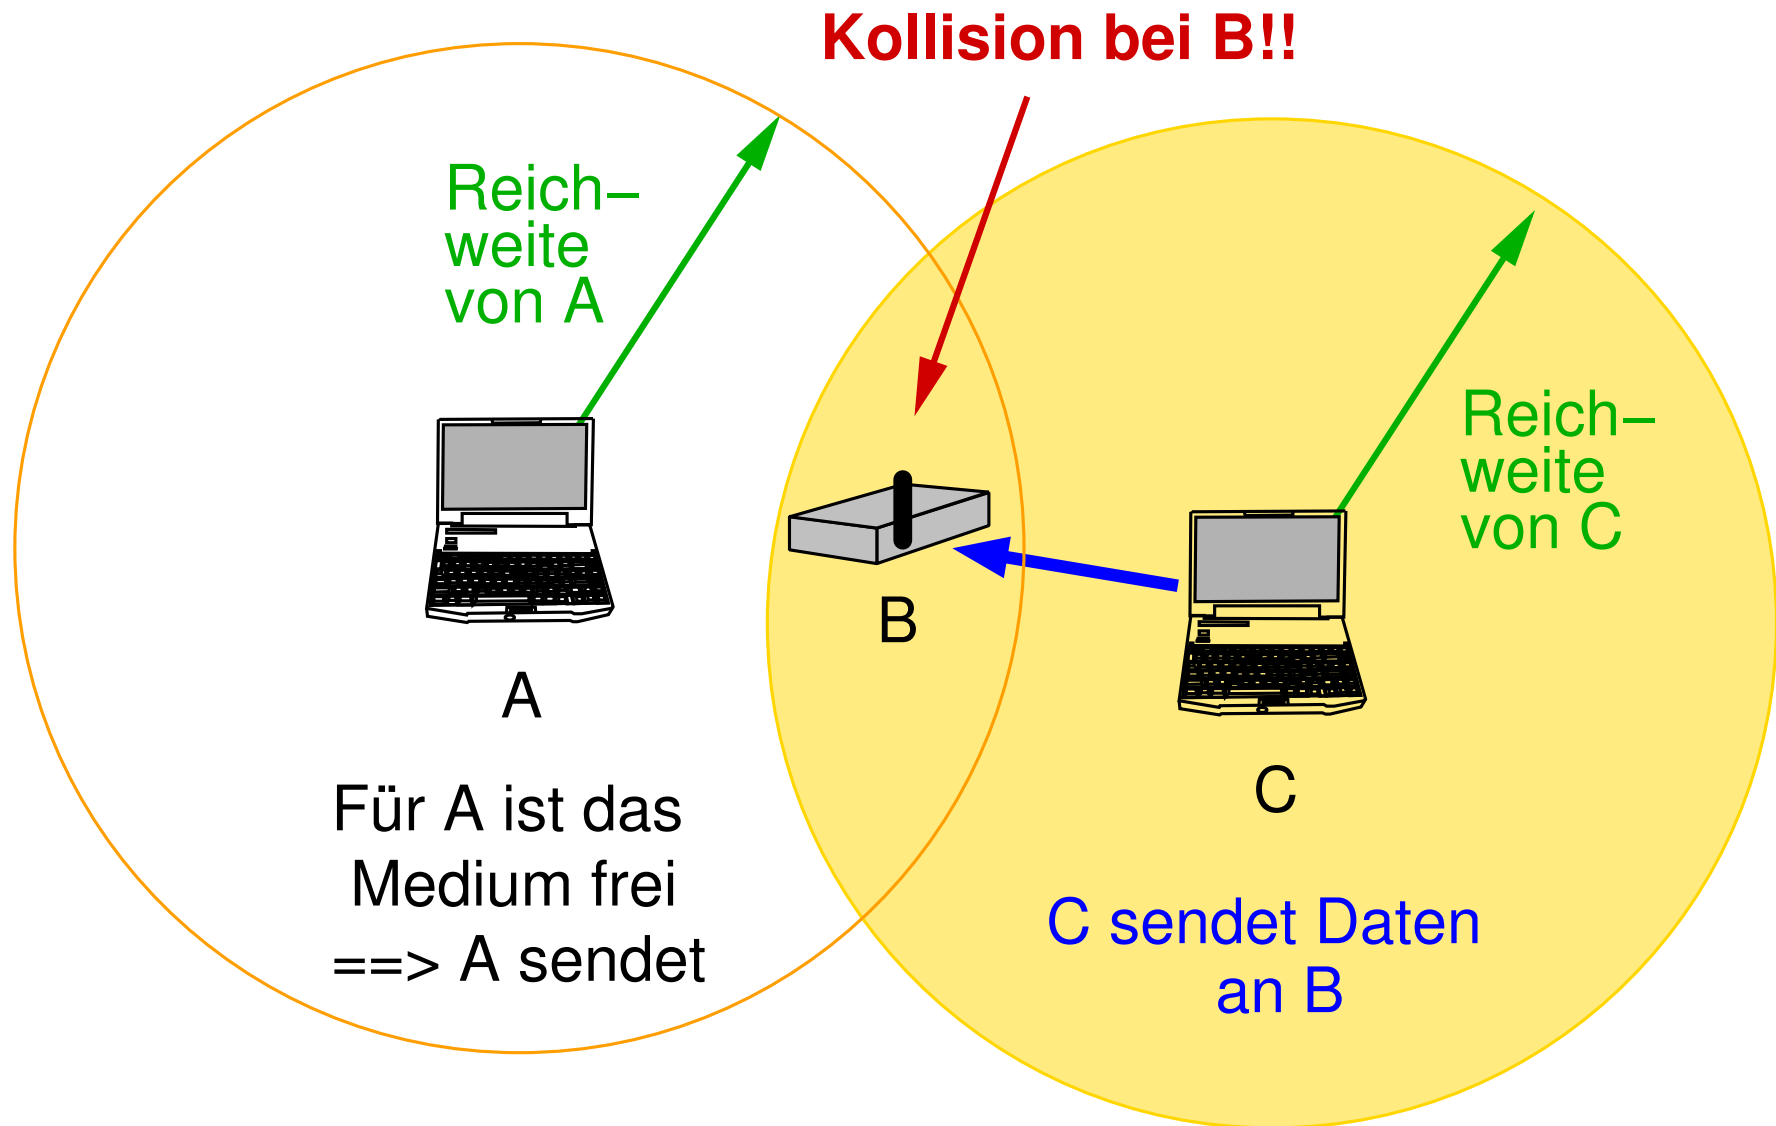 Kollision bei B!!
Reich–
weite
von A
Reich–
weite
von C
B
A
C
Für A ist das
Medium frei
==> A sendet
C sendet Daten
an B